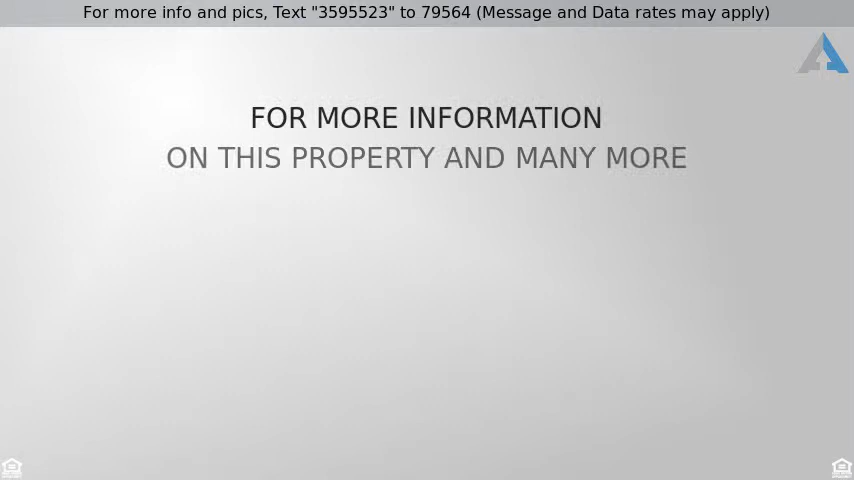 For more info and pics, Text "3595523" to 79564 (Message and Data rates may apply)
FOR MORE INFORMATION
ON THIS PROPERTY AND MANY MORE